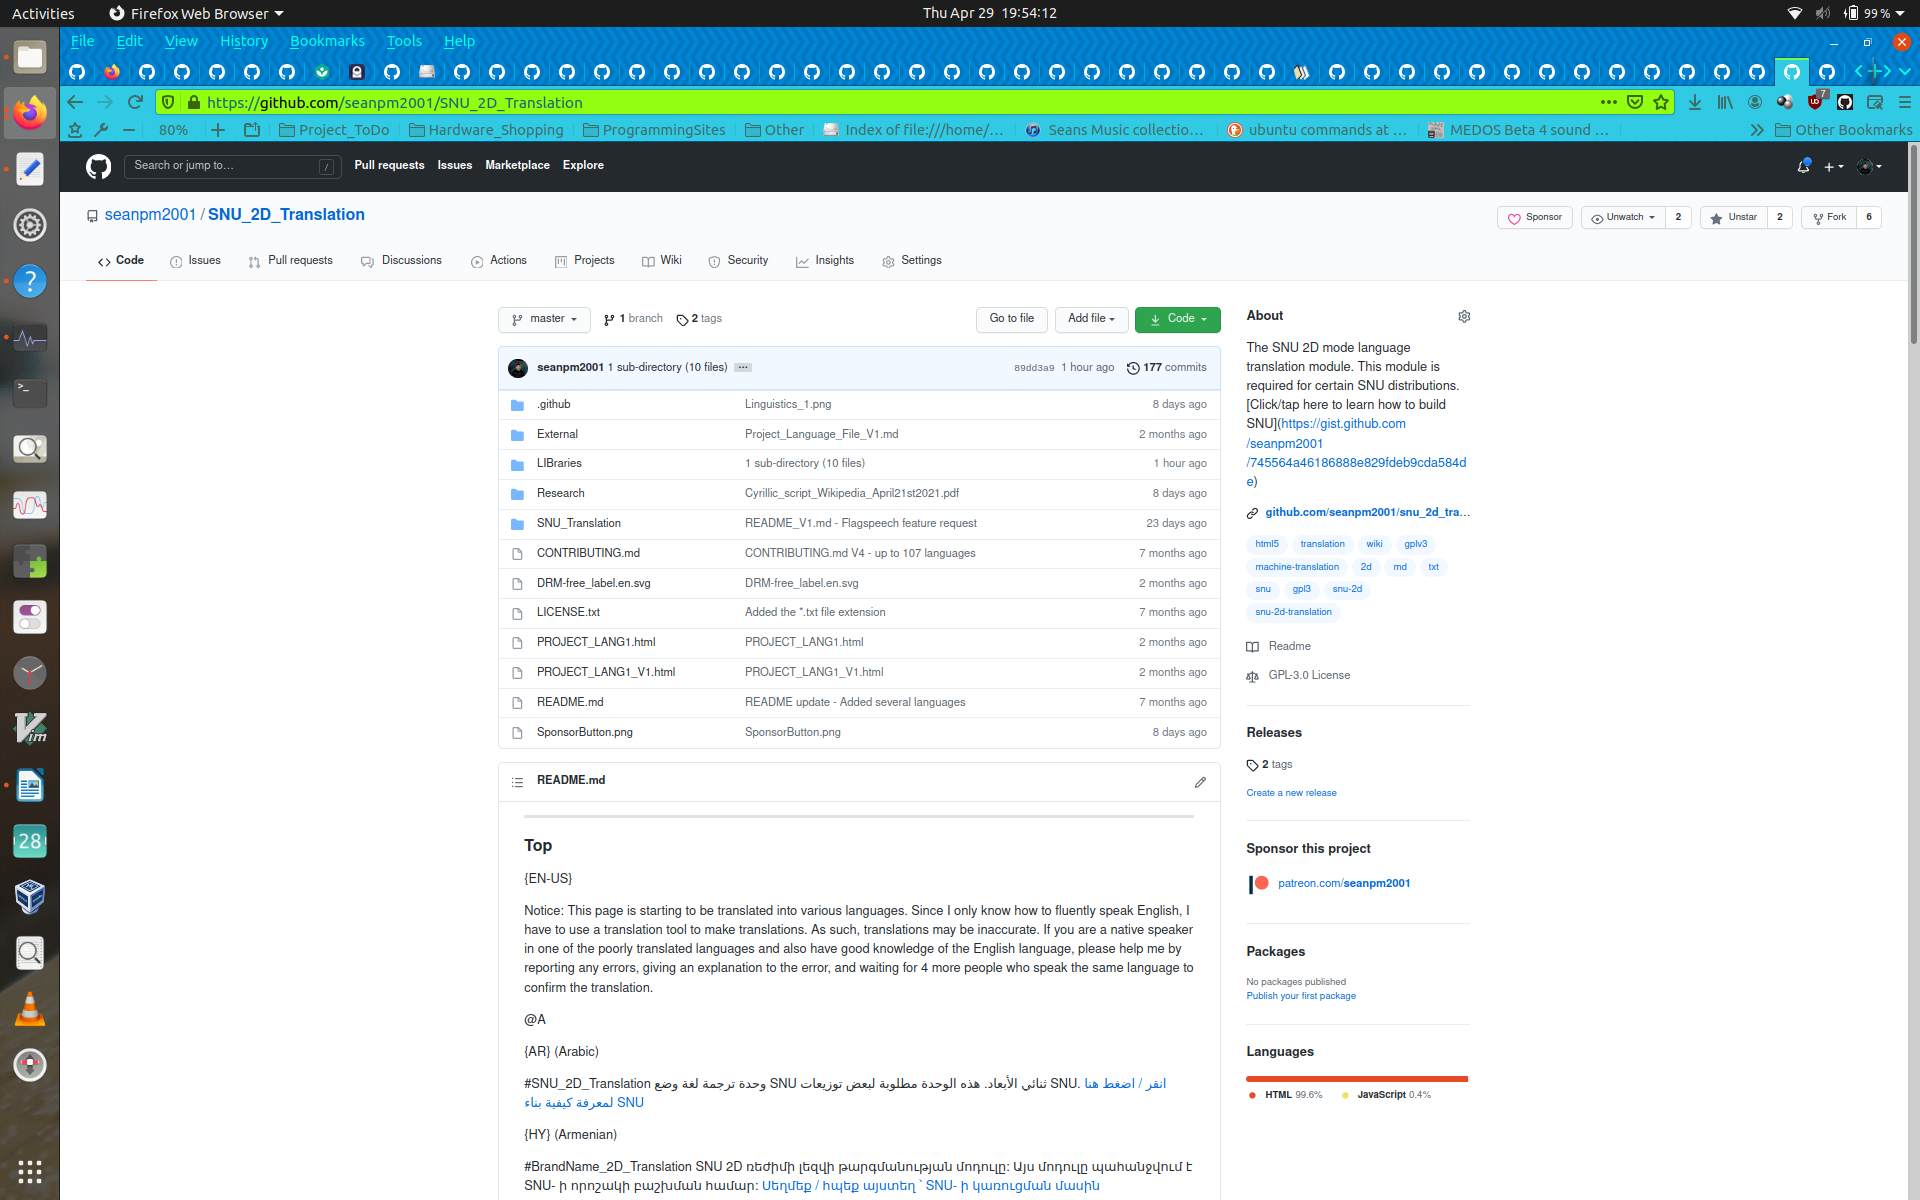 Activities
Firefox Web Browser
Thu Apr 29 19:54:12
99 %
File Edit View History Bookmarks Tools Help
https://github.com/seanpm2001/SNU_2D_Translation
7
80%
Project_ToDo
Hardware_Shopping
ProgrammingSites
Other
Index of file:///home/…
Seans Music collectio…
ubuntu commands at …
MEDOS Beta 4 sound …
Other Bookmarks
Search or jump to…
/
Pull requests Issues Marketplace Explore
seanpm2001 / SNU_2D_Translation
Sponsor
Unwatch 2
Unstar 2
Fork 6
Code
Issues
Pull requests
Discussions
Actions
Projects
Wiki
Security
Insights
Settings
master
1 branch
2 tags
Go to file
Add file
Code
seanpm2001 1 sub-directory (10 files) … 89dd3a9 1 hour ago 177 commits
.github Linguistics_1.png 8 days ago
External Project_Language_File_V1.md 2 months ago
LIBraries 1 sub-directory (10 files) 1 hour ago
Research Cyrillic_script_Wikipedia_April21st2021.pdf 8 days ago
SNU_Translation README_V1.md - Flagspeech feature request 23 days ago
CONTRIBUTING.md CONTRIBUTING.md V4 - up to 107 languages 7 months ago
DRM-free_label.en.svg DRM-free_label.en.svg 2 months ago
LICENSE.txt Added the *.txt file extension 7 months ago
PROJECT_LANG1.html PROJECT_LANG1.html 2 months ago
PROJECT_LANG1_V1.html PROJECT_LANG1_V1.html 2 months ago
README.md README update - Added several languages 7 months ago
SponsorButton.png SponsorButton.png 8 days ago
README.md
Top
{EN-US}
Notice: This page is starting to be translated into various languages. Since I only know how to fluently speak English, I
have to use a translation tool to make translations. As such, translations may be inaccurate. If you are a native speaker
in one of the poorly translated languages and also have good knowledge of the English language, please help me by
reporting any errors, giving an explanation to the error, and waiting for 4 more people who speak the same language to
confirm the translation.
@A
{AR} (Arabic)
#SNU_2D_Translation وحدة ترجمة لغة وضع SNU ثنائي الأبعاد. هذه الوحدة مطلوبة لبعض توزيعات SNU. انقر / اضغط هنا
لمعرفة كيفية بناء SNU
{HY} (Armenian)
#BrandName_2D_Translation SNU 2D ռեժիմի լեզվի թարգմանության մոդուլը: Այս մոդուլը պահանջվում է
SNU- ի որոշակի բաշխման համար: Սեղմեք / հպեք այստեղ ՝ SNU- ի կառուցման մասին
About
The SNU 2D mode language
translation module. This module is
required for certain SNU distributions.
[Click/tap here to learn how to build
SNU](https://gist.github.com
/seanpm2001
/745564a46186888e829fdeb9cda584d
e)
github.com/seanpm2001/snu_2d_tra…
html5 translation wiki gplv3
machine-translation 2d md txt
snu gpl3 snu-2d
snu-2d-translation
Readme
GPL-3.0 License
Releases
2 tags
Create a new release
Sponsor this project
patreon.com/seanpm2001
Packages
No packages published
Publish your first package
Languages
HTML 99.6% JavaScript 0.4%
28